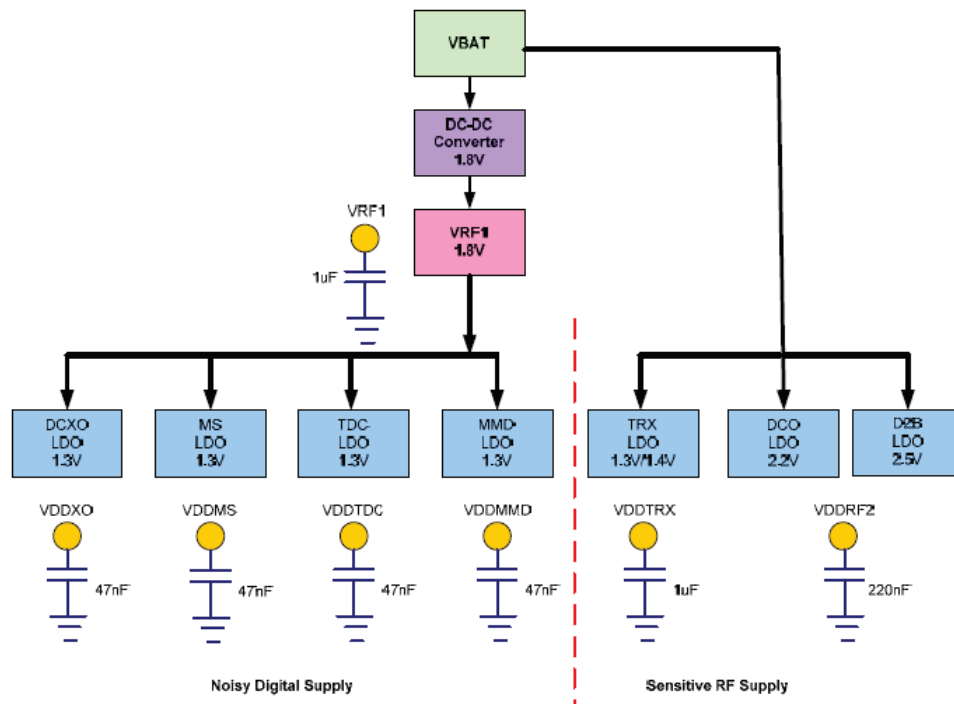 VBAT
DC-DC
Converter
1.8V
VRF1
1.8V
VRF1
1uF
DCXO
LDO
1.3V
MS
LDO
1.3V
TDC
LDO
1.3V
MMD
LDO
1.3V
TRX
LDO
1.3V/1.4V
DCO
LDO
2.2V
D2B
LDO
2.5V
VDDXO
VDDMS
VDDTDC
VDDMMD
VDDTRX
VDDRF2
47nF
47nF
47nF
47nF
1uF
220nF
Noisy Digital Supply
Sensitive RF Supply